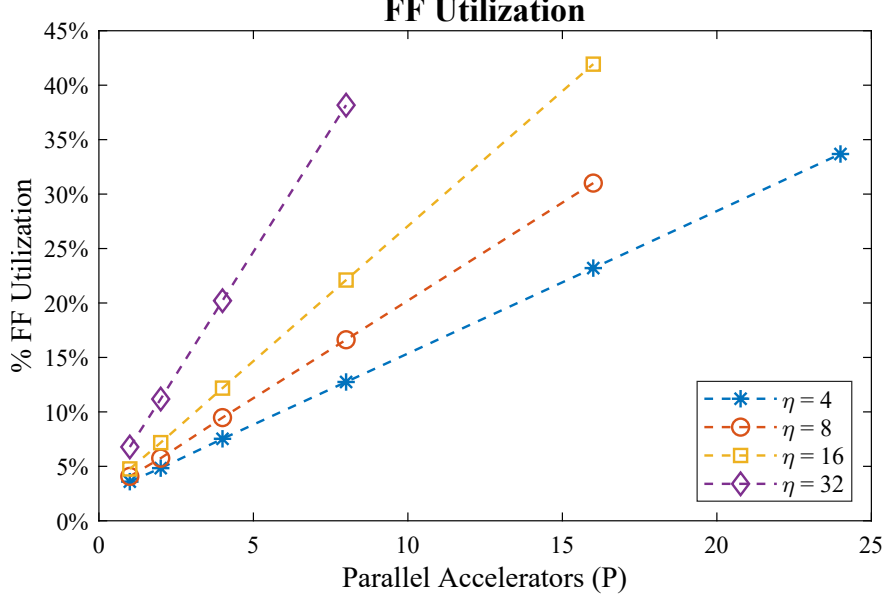 FF Utilization
45%
40%
35%
30%
25%
20%
15%
10%
5%
0%
% FF Utilization
0 5 10 15 20 25
Parallel Accelerators (P)
η = 4
η = 8
η = 16
η = 32